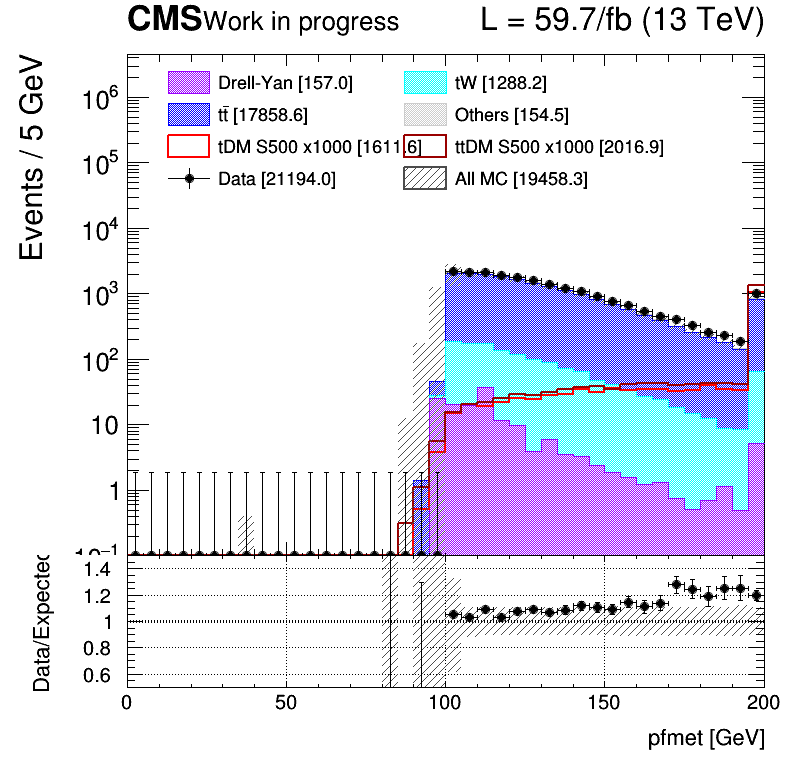 CMS Work in progress L = 59.7/fb (13 TeV)
Events / 5 GeV
Drell-Yan [157.0] tW [1288.2]
tt̄ [17858.6] Others [154.5]
tDM S500 x1000 [1611.6] ttDM S500 x1000 [2016.9]
Data [21194.0] All MC [19458.3]
10⁶
10⁵
10⁴
10³
10²
10
1
10⁻¹
Data/Expected
1.4
1.2
1
0.8
0.6
0 50 100 150 200
pfmet [GeV]